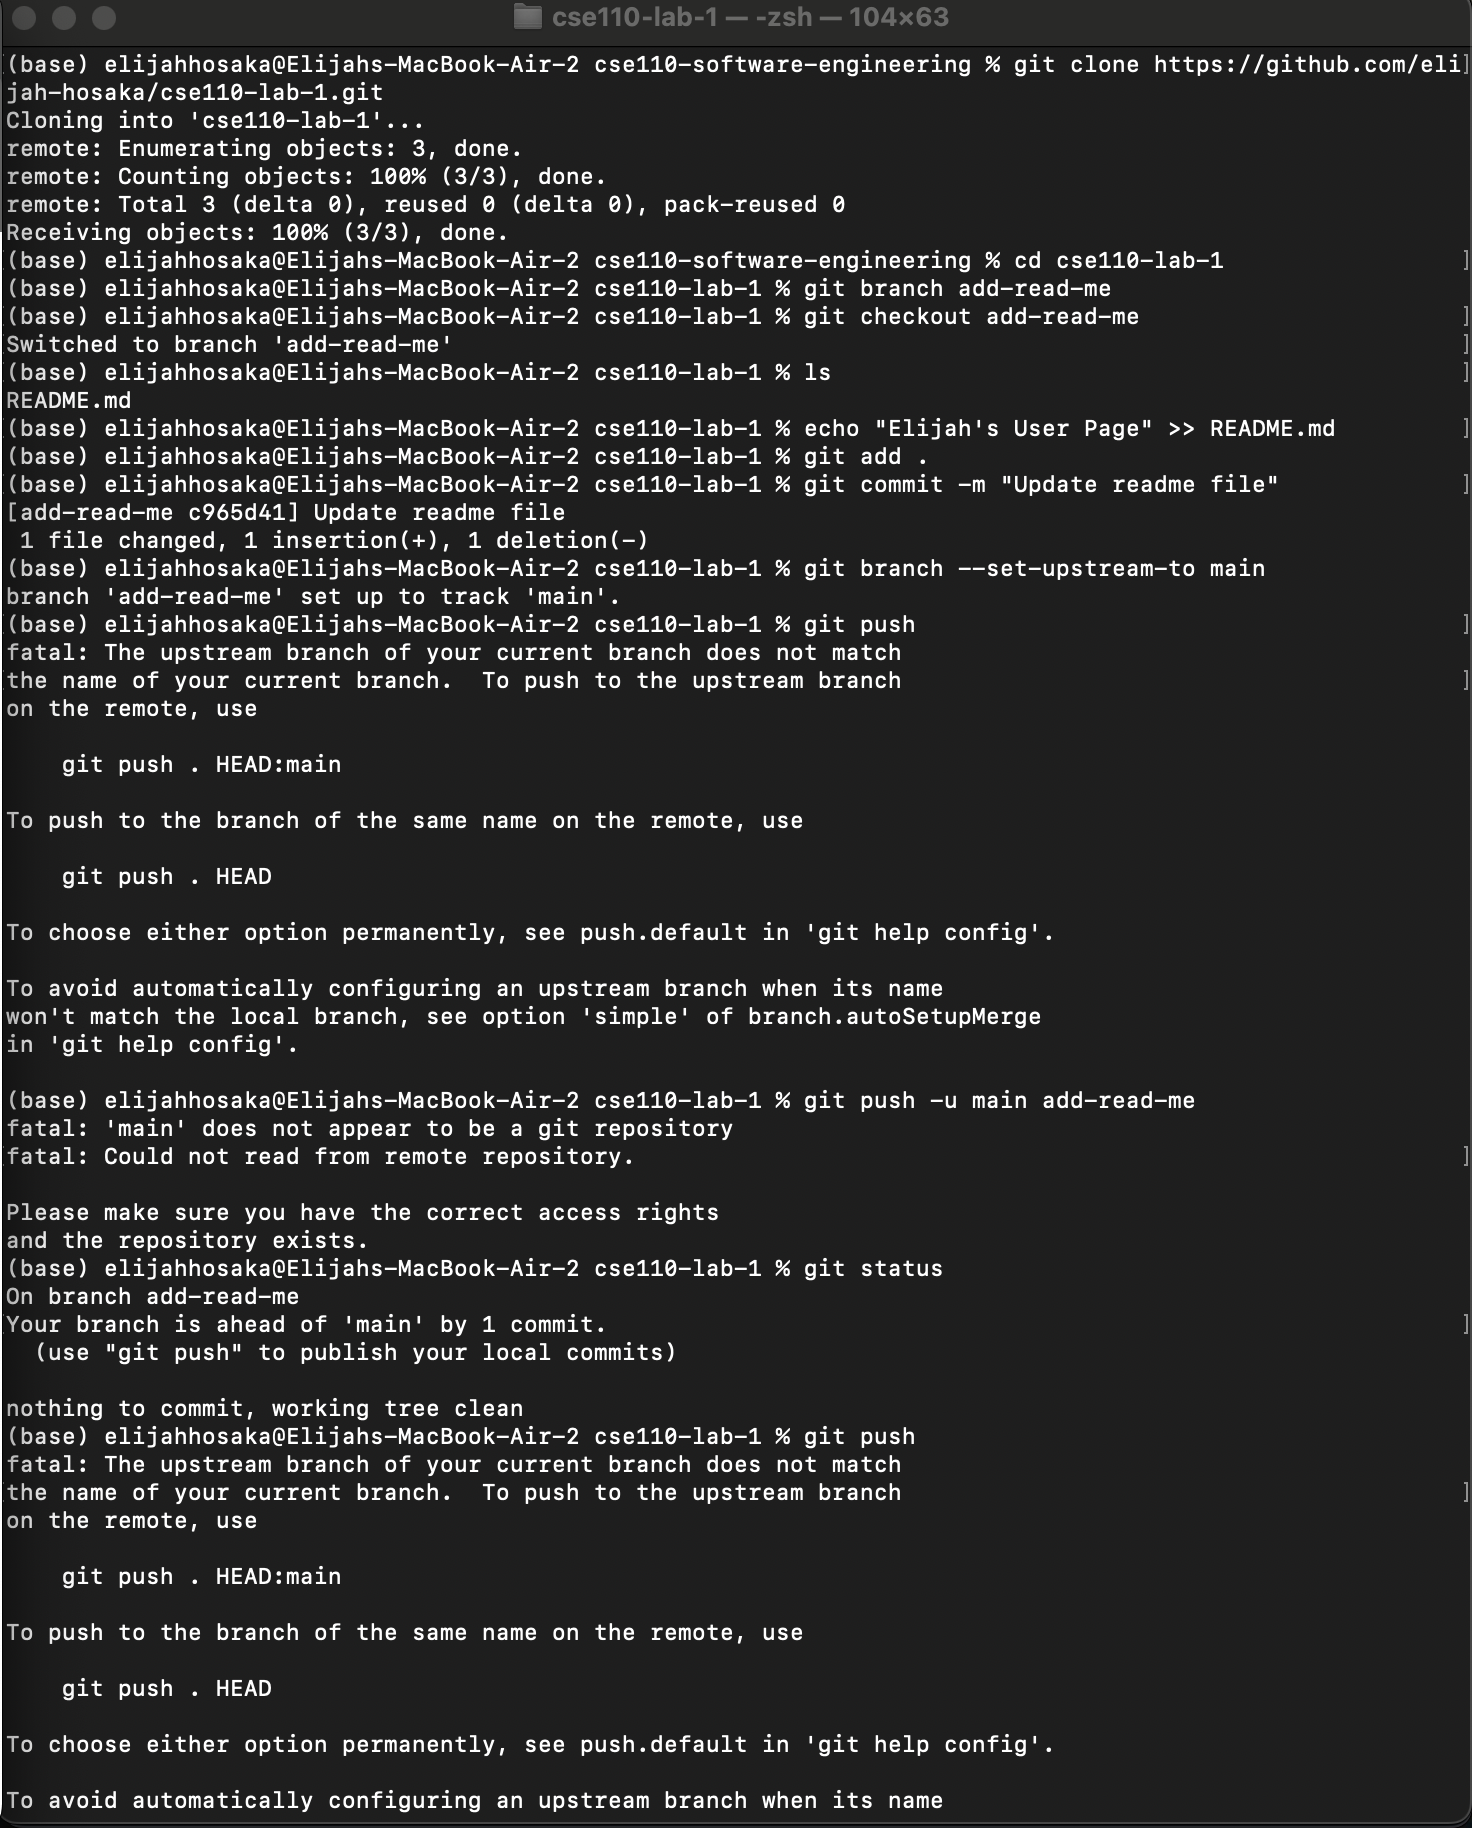 cse110-lab-1 — -zsh — 104×63
(base) elijahhosaka@Elijahs-MacBook-Air-2 cse110-software-engineering % git clone https://github.com/eli]
jah-hosaka/cse110-lab-1.git
Cloning into 'cse110-lab-1'...
remote: Enumerating objects: 3, done.
remote: Counting objects: 100% (3/3), done.
remote: Total 3 (delta 0), reused 0 (delta 0), pack-reused 0
Receiving objects: 100% (3/3), done.
(base) elijahhosaka@Elijahs-MacBook-Air-2 cse110-software-engineering % cd cse110-lab-1 ]
(base) elijahhosaka@Elijahs-MacBook-Air-2 cse110-lab-1 % git branch add-read-me
(base) elijahhosaka@Elijahs-MacBook-Air-2 cse110-lab-1 % git checkout add-read-me ]
Switched to branch 'add-read-me' ]
(base) elijahhosaka@Elijahs-MacBook-Air-2 cse110-lab-1 % ls ]
README.md
(base) elijahhosaka@Elijahs-MacBook-Air-2 cse110-lab-1 % echo "Elijah's User Page" >> README.md ]
(base) elijahhosaka@Elijahs-MacBook-Air-2 cse110-lab-1 % git add .
(base) elijahhosaka@Elijahs-MacBook-Air-2 cse110-lab-1 % git commit -m "Update readme file" ]
[add-read-me c965d41] Update readme file
 1 file changed, 1 insertion(+), 1 deletion(-)
(base) elijahhosaka@Elijahs-MacBook-Air-2 cse110-lab-1 % git branch --set-upstream-to main
branch 'add-read-me' set up to track 'main'.
(base) elijahhosaka@Elijahs-MacBook-Air-2 cse110-lab-1 % git push ]
fatal: The upstream branch of your current branch does not match
the name of your current branch.  To push to the upstream branch ]
on the remote, use

    git push . HEAD:main

To push to the branch of the same name on the remote, use

    git push . HEAD

To choose either option permanently, see push.default in 'git help config'.

To avoid automatically configuring an upstream branch when its name
won't match the local branch, see option 'simple' of branch.autoSetupMerge
in 'git help config'.

(base) elijahhosaka@Elijahs-MacBook-Air-2 cse110-lab-1 % git push -u main add-read-me
fatal: 'main' does not appear to be a git repository
fatal: Could not read from remote repository. ]

Please make sure you have the correct access rights
and the repository exists.
(base) elijahhosaka@Elijahs-MacBook-Air-2 cse110-lab-1 % git status
On branch add-read-me
Your branch is ahead of 'main' by 1 commit. ]
  (use "git push" to publish your local commits)

nothing to commit, working tree clean
(base) elijahhosaka@Elijahs-MacBook-Air-2 cse110-lab-1 % git push
fatal: The upstream branch of your current branch does not match
the name of your current branch.  To push to the upstream branch ]
on the remote, use

    git push . HEAD:main

To push to the branch of the same name on the remote, use

    git push . HEAD

To choose either option permanently, see push.default in 'git help config'.

To avoid automatically configuring an upstream branch when its name